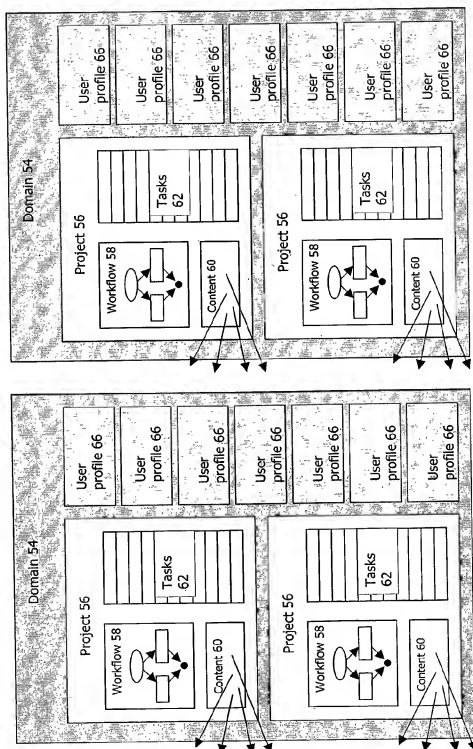 Domain 54
Project 56
Workflow 58
Tasks
62
Content 60
Project 56
Workflow 58
Tasks
62
Content 60
User
profile 66
User
profile 66
User
profile 66
User
profile 66
User
profile 66
User
profile 66
User
profile 66
Domain 54
Project 56
Workflow 58
Tasks
62
Content 60
Project 56
Workflow 58
Tasks
62
Content 60
User
profile 66
User
profile 66
User
profile 66
User
profile 66
User
profile 66
User
profile 66
User
profile 66